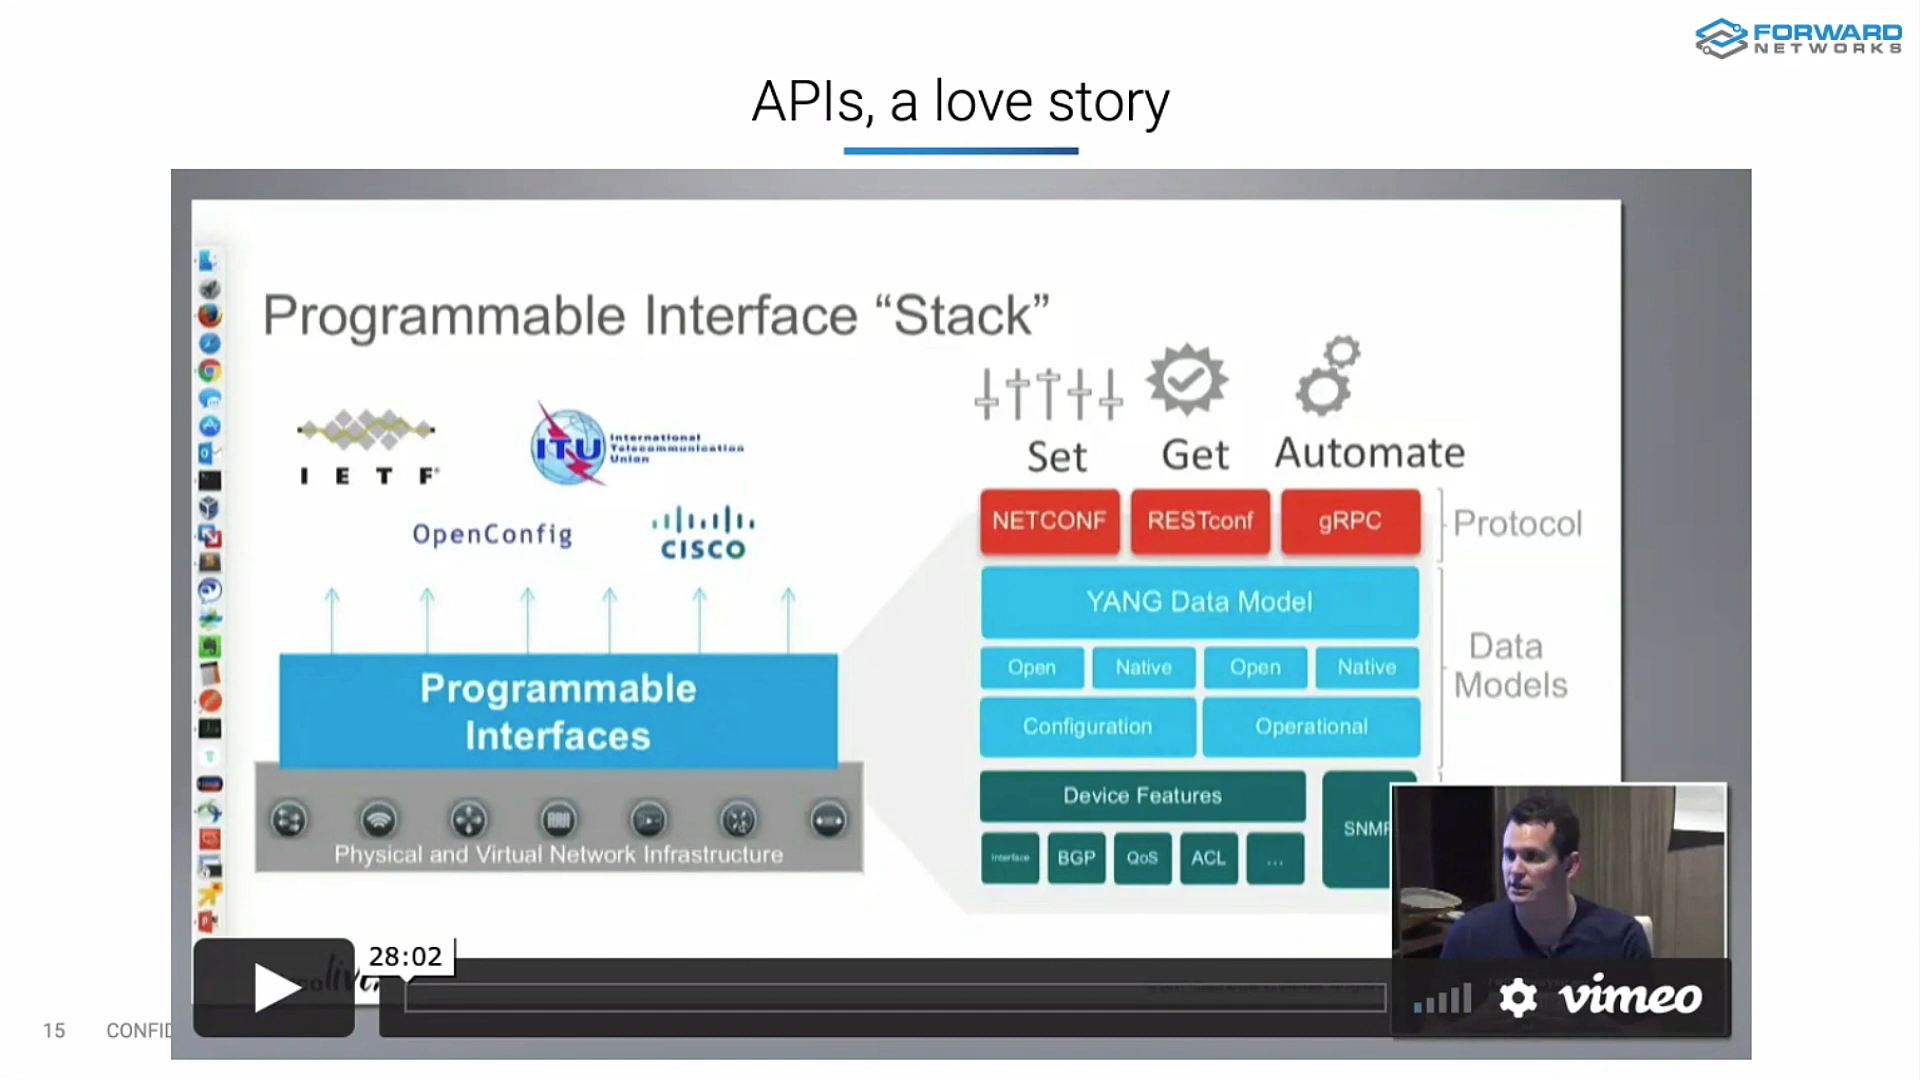 FORWARD
NETWORKS
APIs, a love story
Programmable Interface “Stack”
IETF
ITU
International
Telecommunication
Union
OpenConfig
CISCO
Programmable
Interfaces
Physical and Virtual Network Infrastructure
Set Get Automate
NETCONF RESTconf gRPC
Protocol
YANG Data Model
Open Native Open Native
Data
Models
Configuration Operational
Device Features
SNMP
Interface BGP QoS ACL ...
28:02
vimeo
15 CONFID